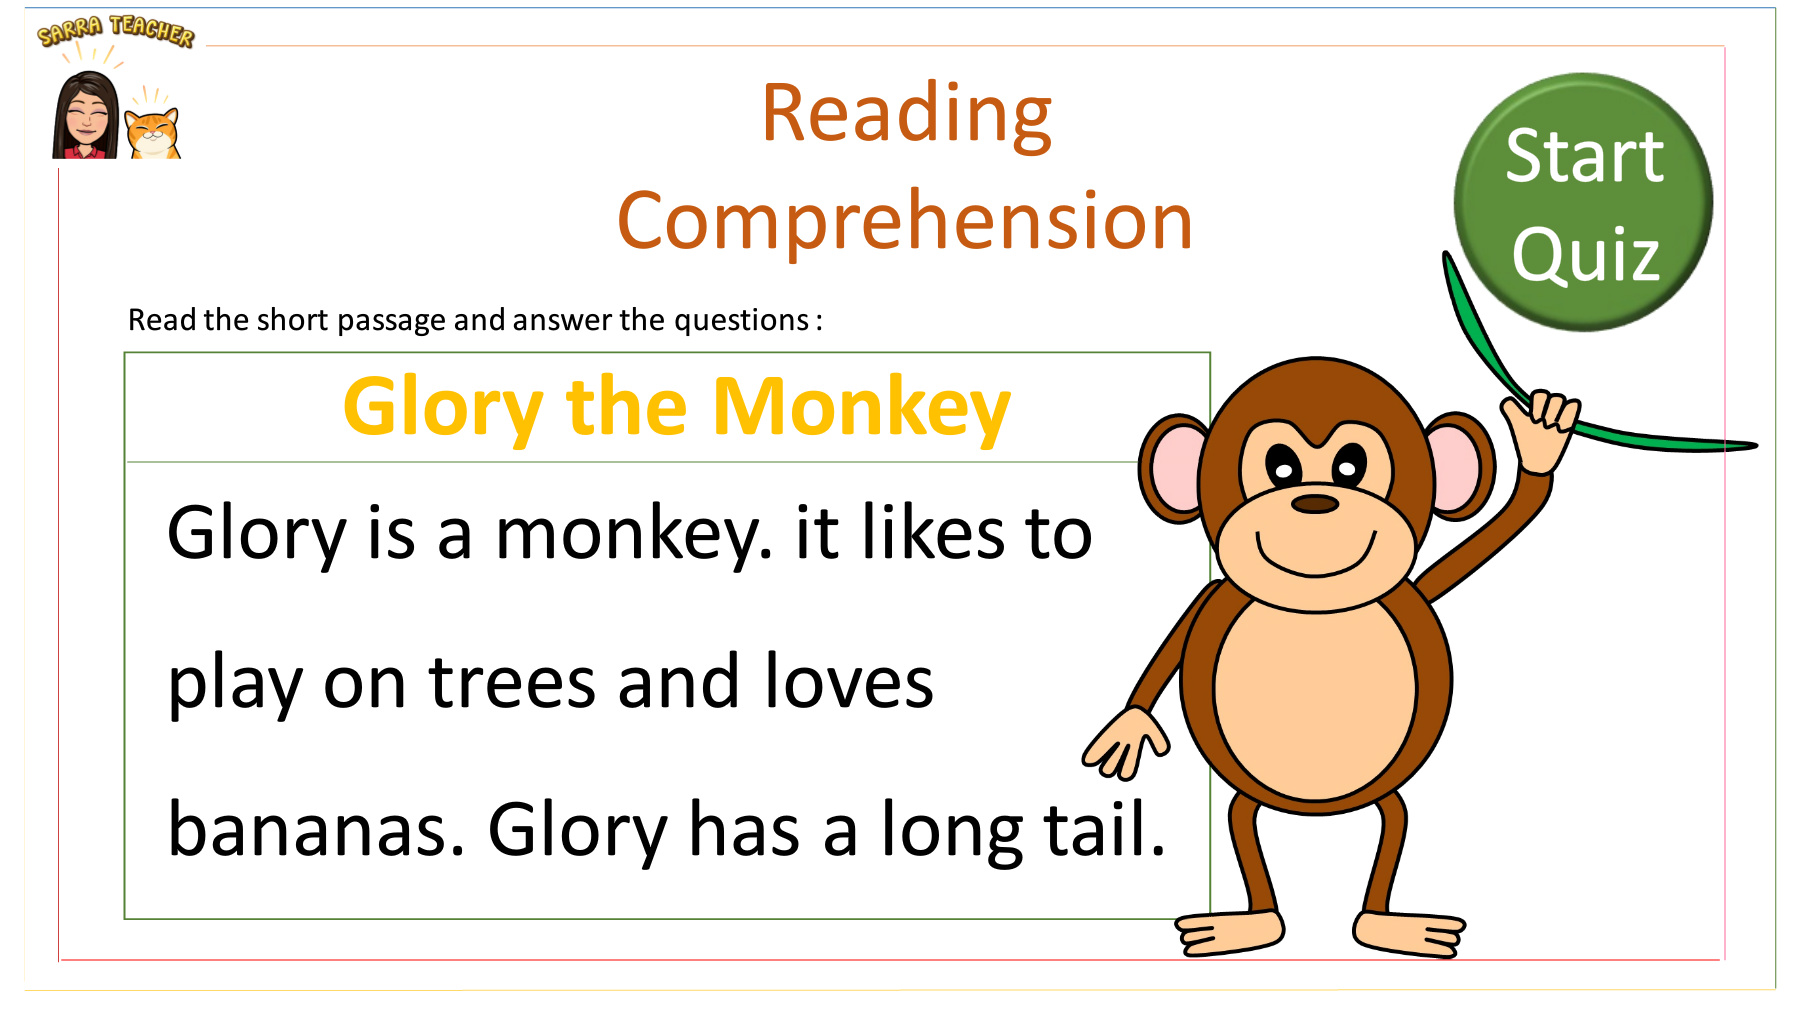 SARRA TEACHER
Reading
Comprehension
Start
Quiz
Read the short passage and answer the questions :
Glory the Monkey
Glory is a monkey. it likes to
play on trees and loves
bananas. Glory has a long tail.